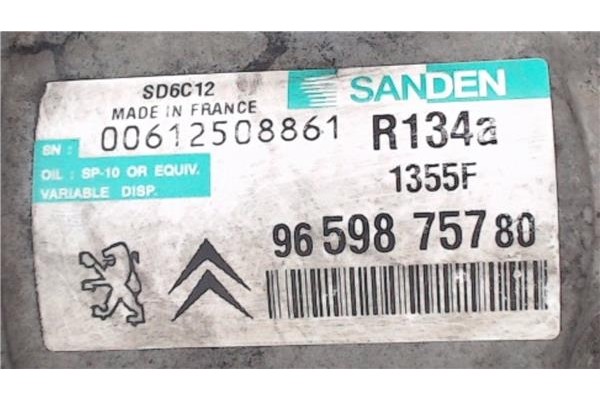 SD6C12
MADE IN FRANCE
SANDEN
SN : 00612508861
R134a
OIL : SP-10 OR EQUIV.
VARIABLE DISP.
1355F
96 598 757 80